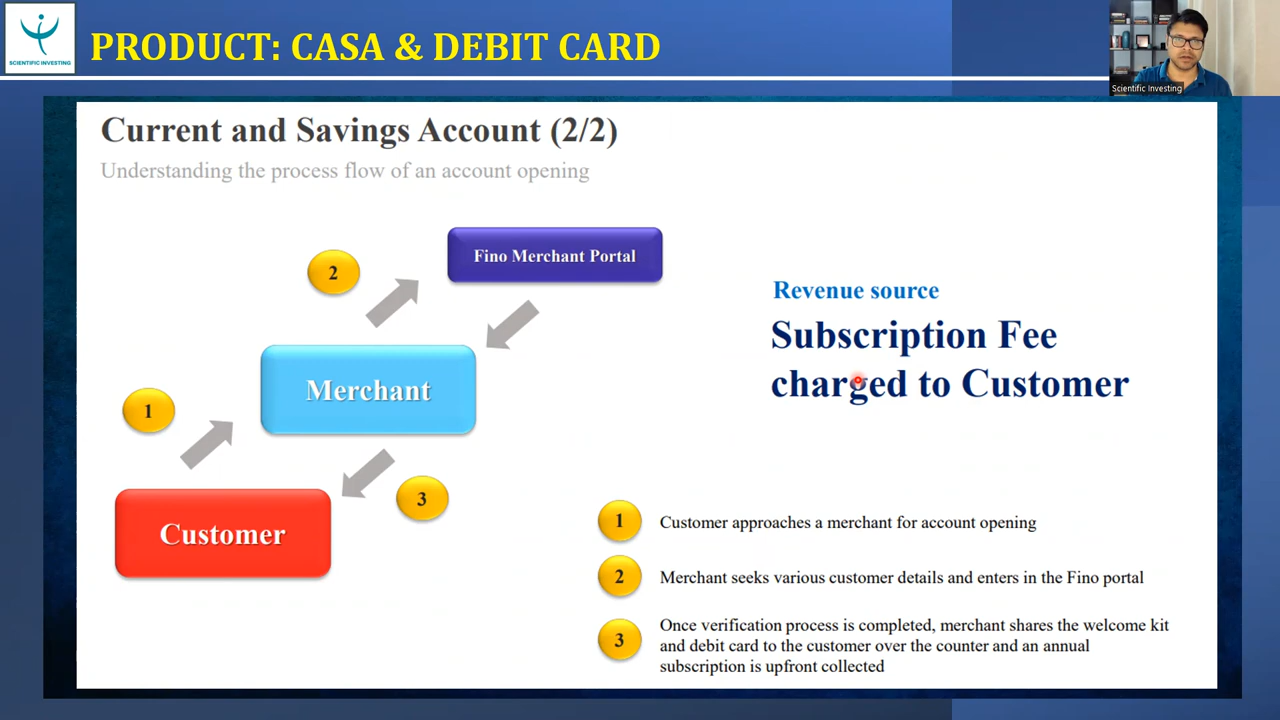 SCIENTIFIC INVESTING
PRODUCT: CASA & DEBIT CARD
Scientific Investing
Current and Savings Account (2/2)
Understanding the process flow of an account opening
Fino Merchant Portal
2
Merchant
1
3
Customer
Revenue source
Subscription Fee
charged to Customer
1 Customer approaches a merchant for account opening
2 Merchant seeks various customer details and enters in the Fino portal
3 Once verification process is completed, merchant shares the welcome kit
and debit card to the customer over the counter and an annual
subscription is upfront collected